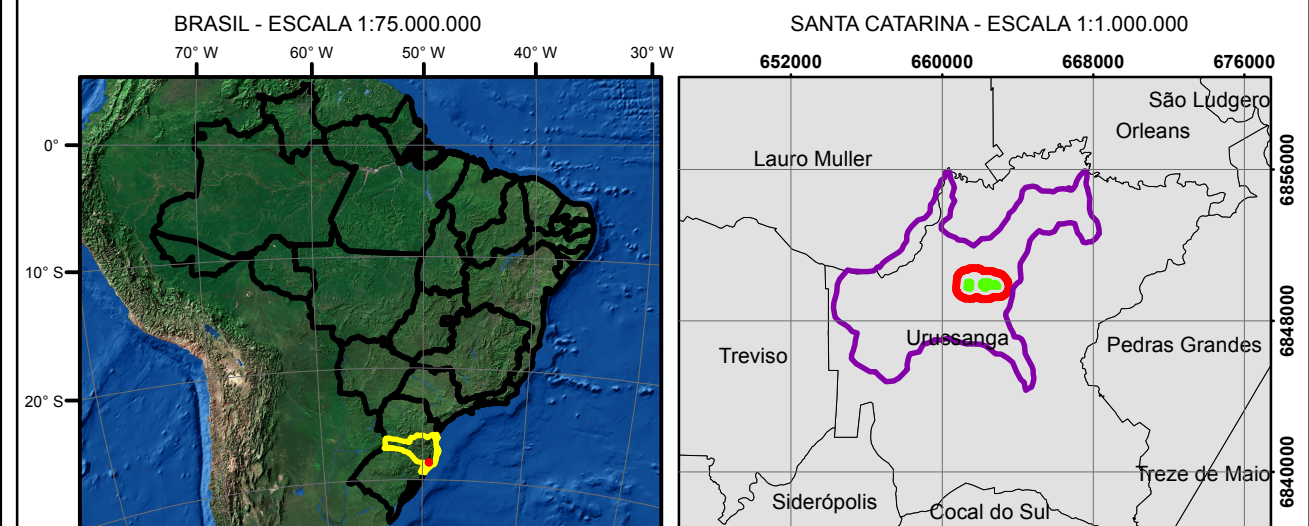 BRASIL - ESCALA 1:75.000.000
70° W
60° W
50° W
40° W
30° W
0°
10° S
20° S
SANTA CATARINA - ESCALA 1:1.000.000
652000
660000
668000
676000
São Ludgero
Orleans
Lauro Muller
6856000
6848000
Urussanga
Treviso
Pedras Grandes
6840000
Treze de Maio
Siderópolis
Cocal do Sul